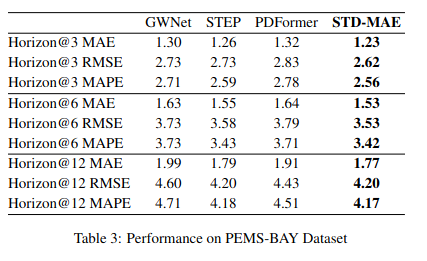 GWNet STEP PDFormer STD-MAE
Horizon@3 MAE 1.30 1.26 1.32 1.23
Horizon@3 RMSE 2.73 2.73 2.83 2.62
Horizon@3 MAPE 2.71 2.59 2.78 2.56
Horizon@6 MAE 1.63 1.55 1.64 1.53
Horizon@6 RMSE 3.73 3.58 3.79 3.53
Horizon@6 MAPE 3.73 3.43 3.71 3.42
Horizon@12 MAE 1.99 1.79 1.91 1.77
Horizon@12 RMSE 4.60 4.20 4.43 4.20
Horizon@12 MAPE 4.71 4.18 4.51 4.17
Table 3: Performance on PEMS-BAY Dataset